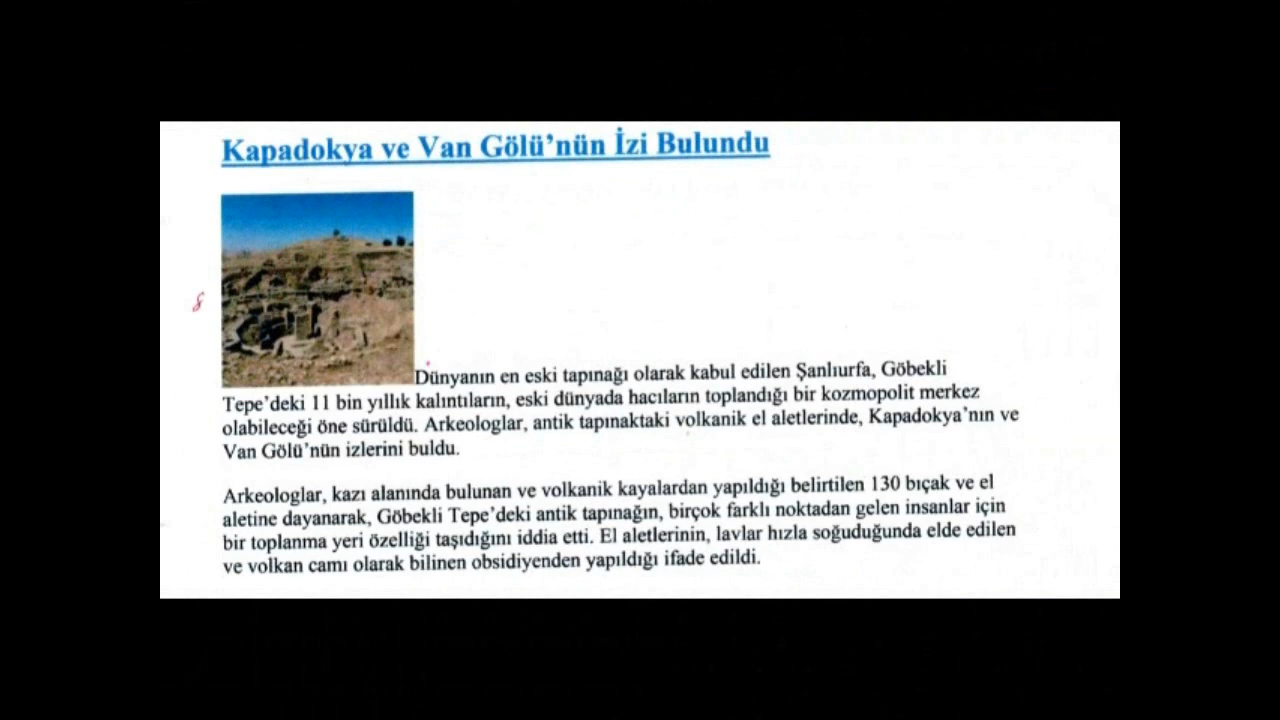 Kapadokya ve Van Gölü'nün İzi Bulundu
8
Dünyanın en eski tapınağı olarak kabul edilen Şanlıurfa, Göbekli
Tepe'deki 11 bin yıllık kalıntıların, eski dünyada hacıların toplandığı bir kozmopolit merkez
olabileceği öne sürüldü. Arkeologlar, antik tapınaktaki volkanik el aletlerinde, Kapadokya'nın ve
Van Gölü'nün izlerini buldu.
Arkeologlar, kazı alanında bulunan ve volkanik kayalardan yapıldığı belirtilen 130 bıçak ve el
aletine dayanarak, Göbekli Tepe'deki antik tapınağın, birçok farklı noktadan gelen insanlar için
bir toplanma yeri özelliği taşıdığını iddia etti. El aletlerinin, lavlar hızla soğuduğunda elde edilen
ve volkan camı olarak bilinen obsidiyenden yapıldığı ifade edildi.